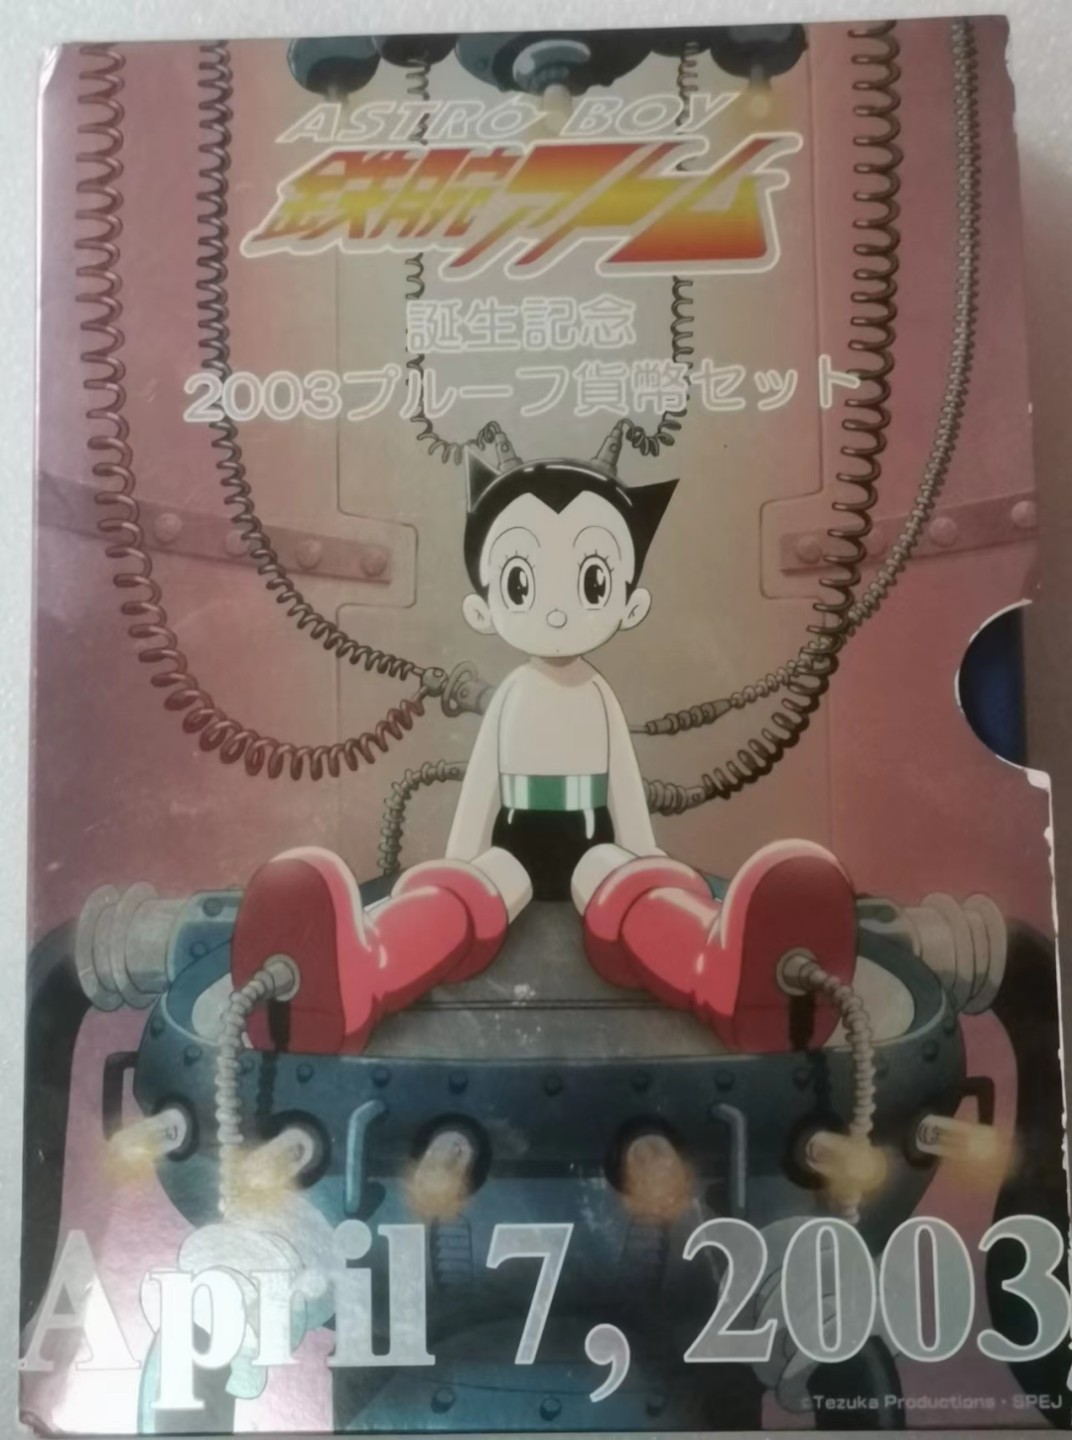 ASTRO BOY
鉄腕アトム
誕生記念
2003プルーフ貨幣セット
April 7, 2003
©Tezuka Productions・SPEJ